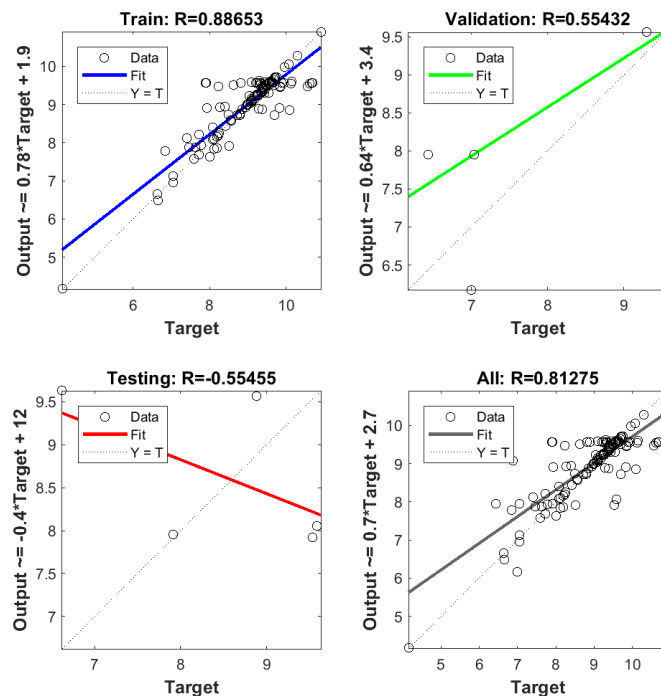 Train: R=0.88653
Output ~= 0.78*Target + 1.9
10
9
8
7
6
5
Data
Fit
Y = T
6
8
10
Target
Validation: R=0.55432
Output ~= 0.64*Target + 3.4
9.5
9
8.5
8
7.5
7
6.5
Data
Fit
Y = T
7
8
9
Target
Testing: R=-0.55455
Output ~= -0.4*Target + 12
9.5
9
8.5
8
7.5
7
Data
Fit
Y = T
7
8
9
Target
All: R=0.81275
Output ~= 0.7*Target + 2.7
10
9
8
7
6
5
Data
Fit
Y = T
5
6
7
8
9
10
Target